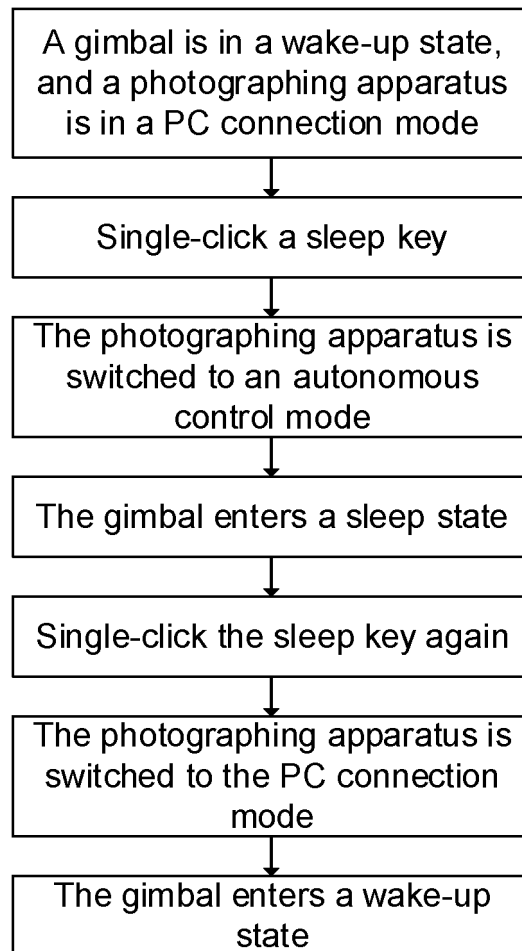 A gimbal is in a wake-up state,
and a photographing apparatus
is in a PC connection mode
Single-click a sleep key
The photographing apparatus is
switched to an autonomous
control mode
The gimbal enters a sleep state
Single-click the sleep key again
The photographing apparatus is
switched to the PC connection
mode
The gimbal enters a wake-up
state